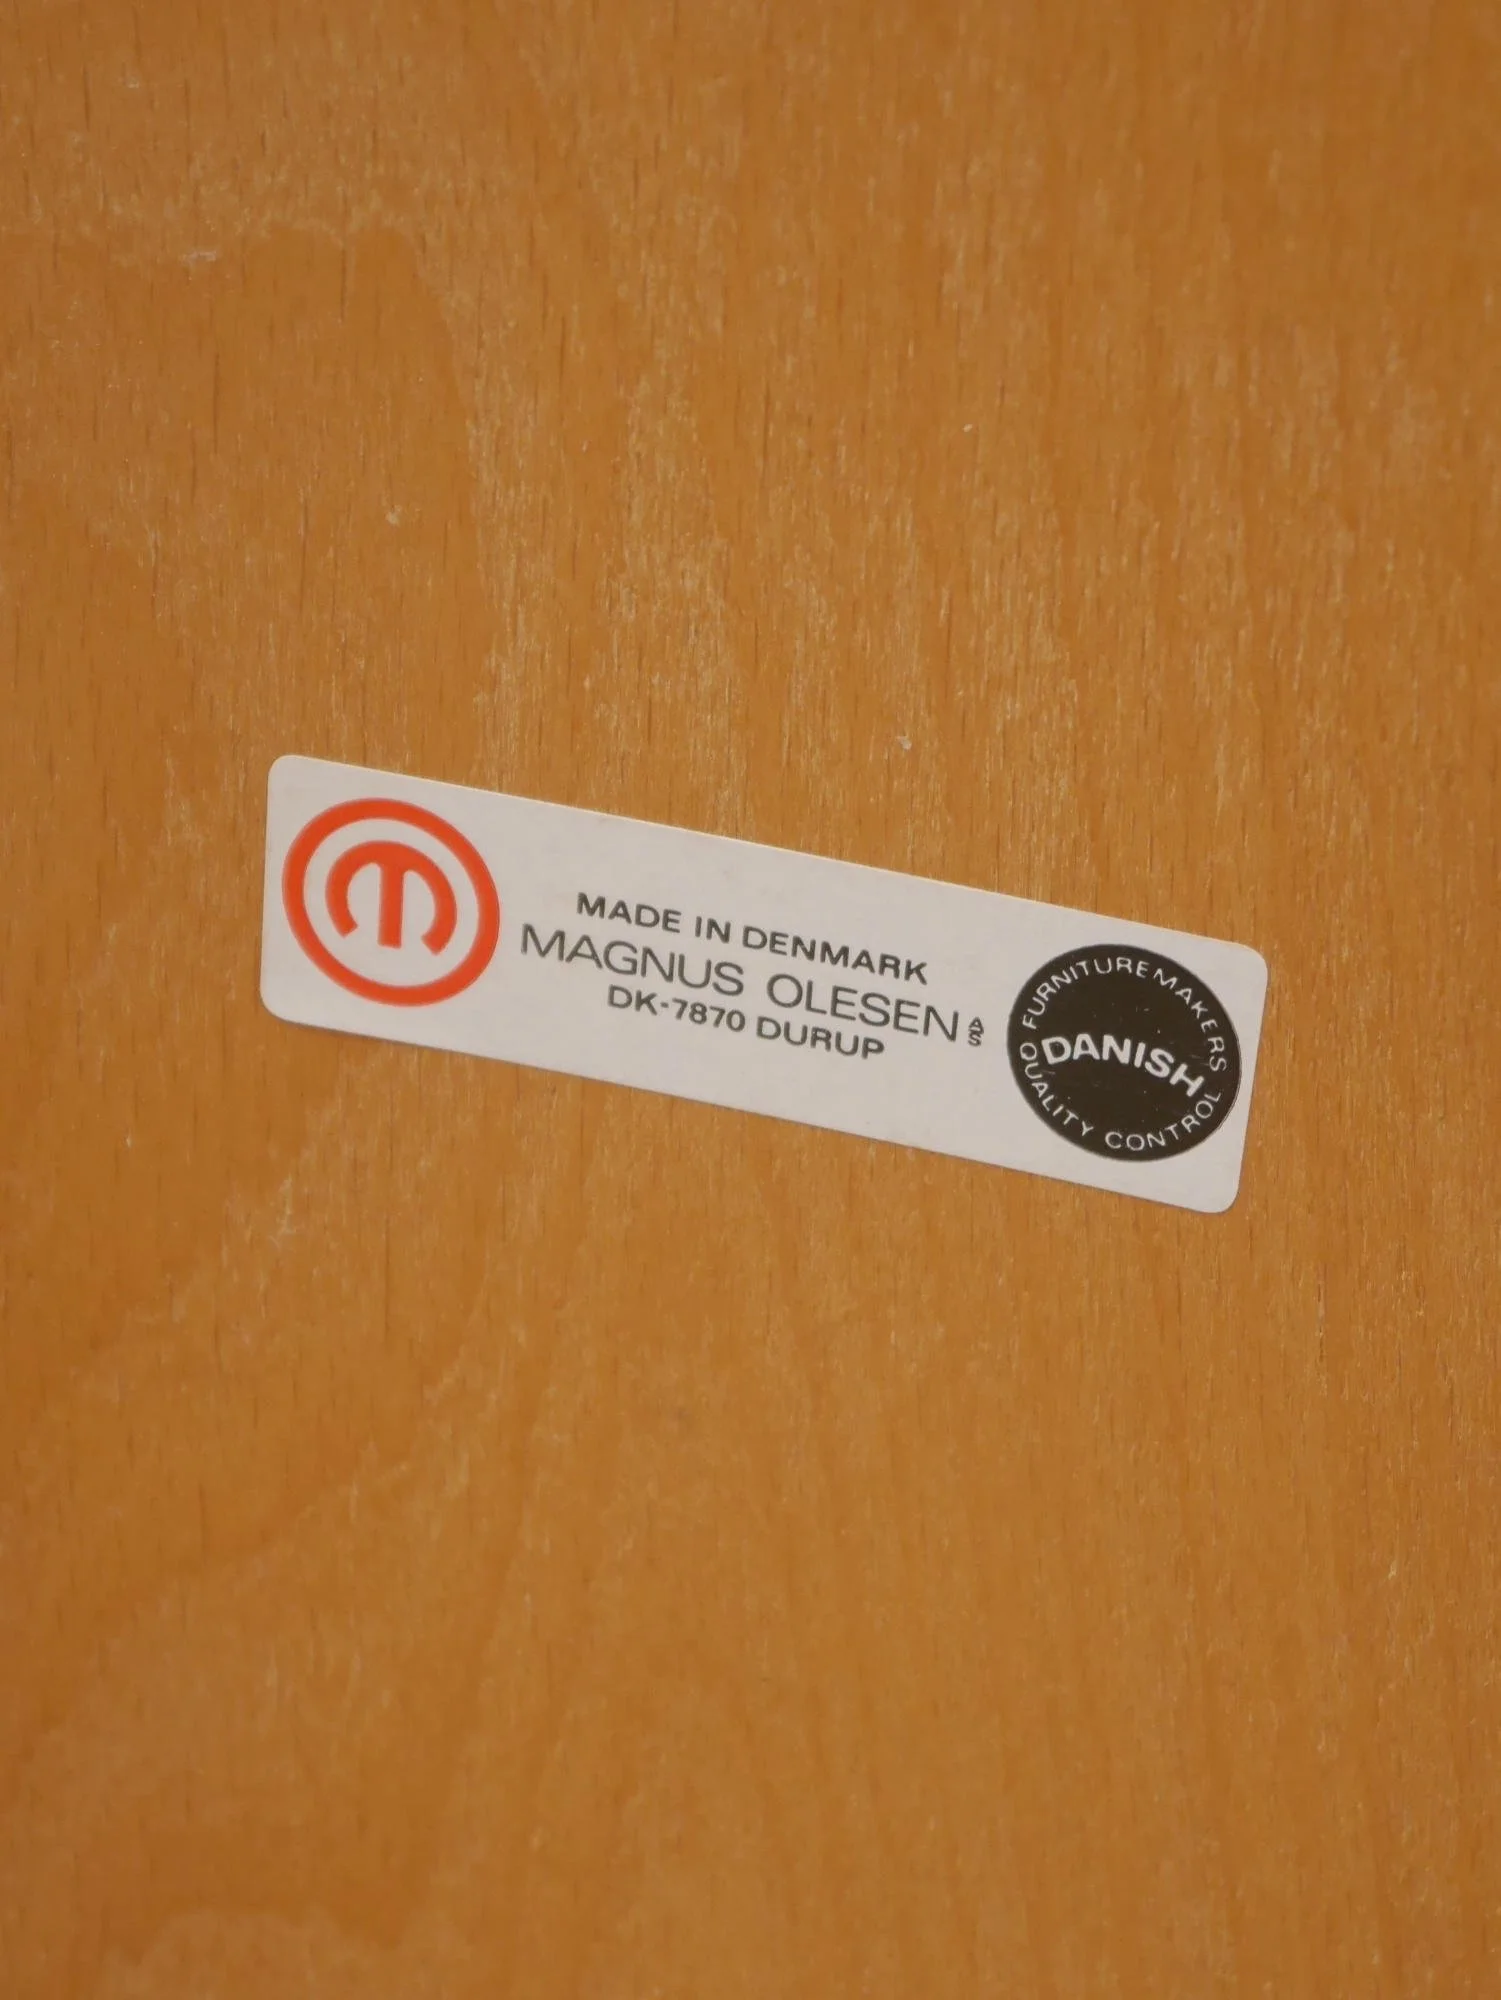 MADE IN DENMARK
MAGNUS OLESEN A/S
DK-7870 DURUP
FURNITUREMAKERS
DANISH
QUALITY CONTROL